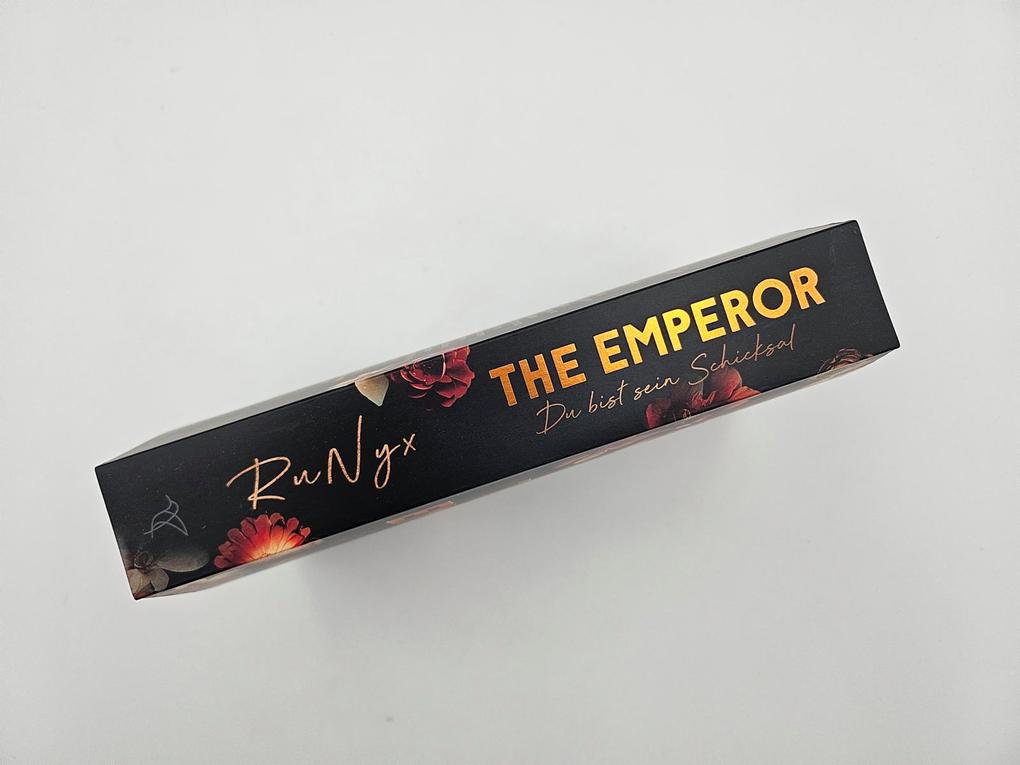 RuNyx
THE EMPEROR
Du bist sein Schicksal